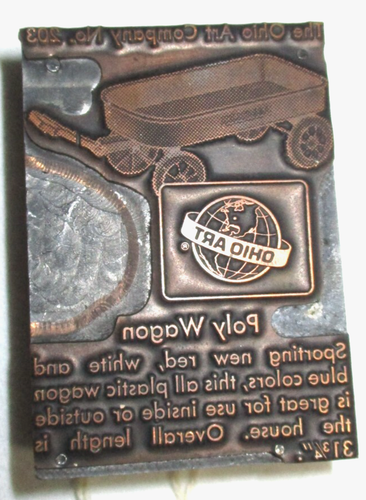 The Ohio Art Company No. 203
OHIO ART
®
Poly Wagon
Sporting new red, white and
blue colors, this all plastic wagon
is great for use inside or outside
the house. Overall length is
31¾".